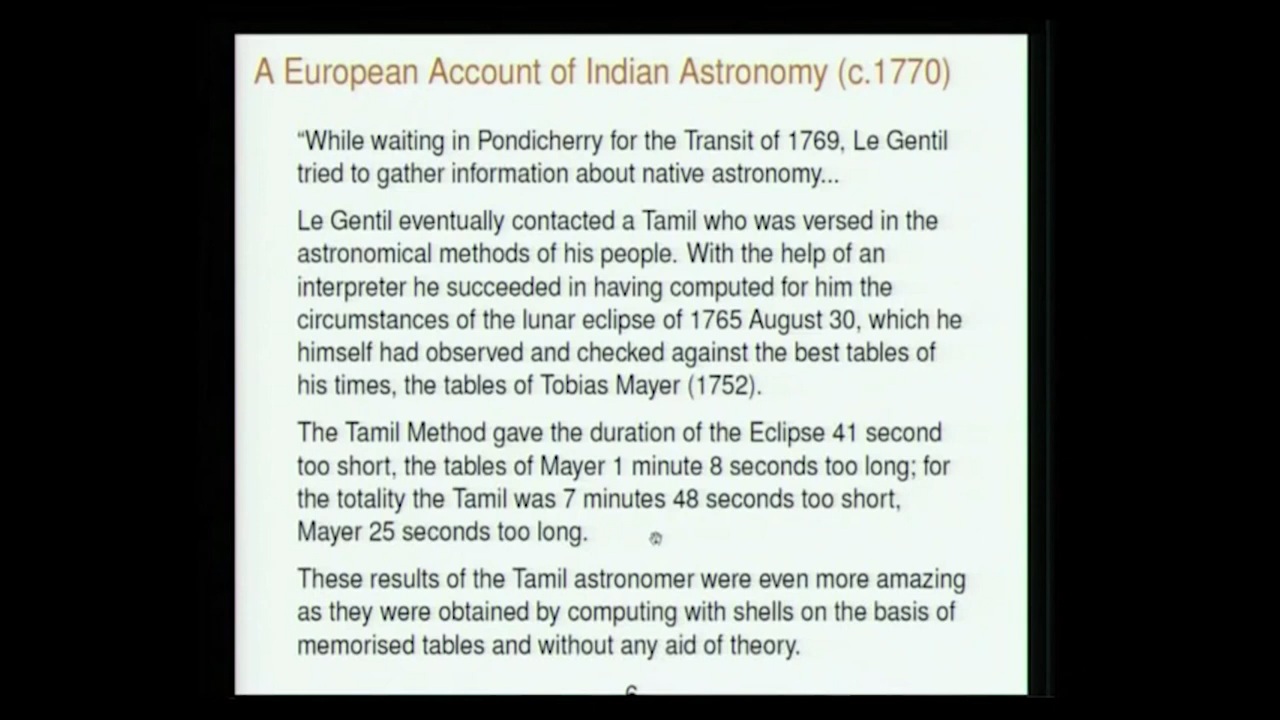 A European Account of Indian Astronomy (c.1770)
“While waiting in Pondicherry for the Transit of 1769, Le Gentil
tried to gather information about native astronomy...
Le Gentil eventually contacted a Tamil who was versed in the
astronomical methods of his people. With the help of an
interpreter he succeeded in having computed for him the
circumstances of the lunar eclipse of 1765 August 30, which he
himself had observed and checked against the best tables of
his times, the tables of Tobias Mayer (1752).
The Tamil Method gave the duration of the Eclipse 41 second
too short, the tables of Mayer 1 minute 8 seconds too long; for
the totality the Tamil was 7 minutes 48 seconds too short,
Mayer 25 seconds too long.
These results of the Tamil astronomer were even more amazing
as they were obtained by computing with shells on the basis of
memorised tables and without any aid of theory.